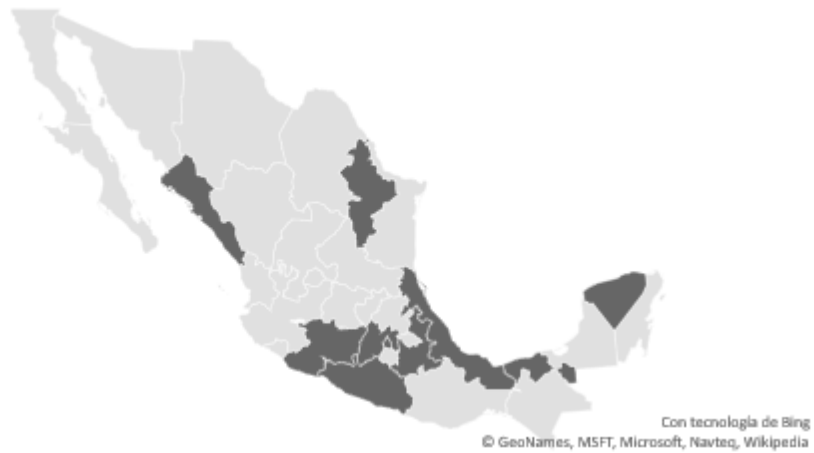 Con tecnología de Bing
© GeoNames, MSFT, Microsoft, Navteq, Wikipedia